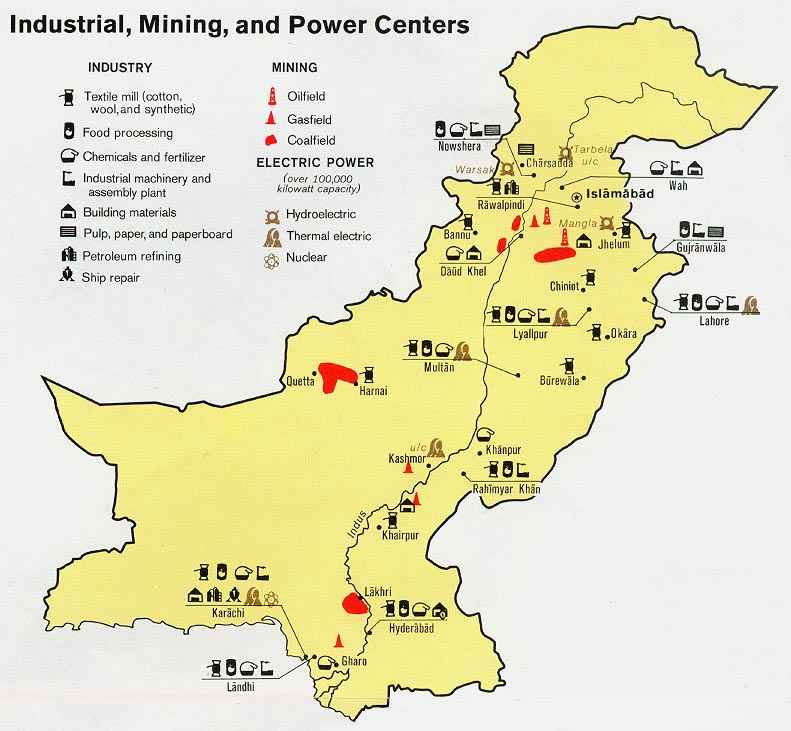 Industrial, Mining, and Power Centers
INDUSTRY
Textile mill (cotton,
wool, and synthetic)
Food processing
Chemicals and fertilizer
Industrial machinery and
assembly plant
Building materials
Pulp, paper, and paperboard
Petroleum refining
Ship repair
MINING
Oilfield
Gasfield
Coalfield
ELECTRIC POWER
(over 100,000
kilowatt capacity)
Hydroelectric
Thermal electric
Nuclear
Nowshera
Chārsadda
Tarbela
u/c
Warsak
Wah
Islāmābād
Rāwalpindi
Bannu
Mangla
Jhelum
Gujrānwāla
Dāūd Khel
Chiniot
Lahore
Lyallpur
Okāra
Multān
Būrewāla
Quetta
Harnai
u/c
Kashmor
Khānpur
Rahīmyar Khān
Indus
Khairpur
Lākhri
Karāchi
Hyderābād
Gharo
Lāndhi